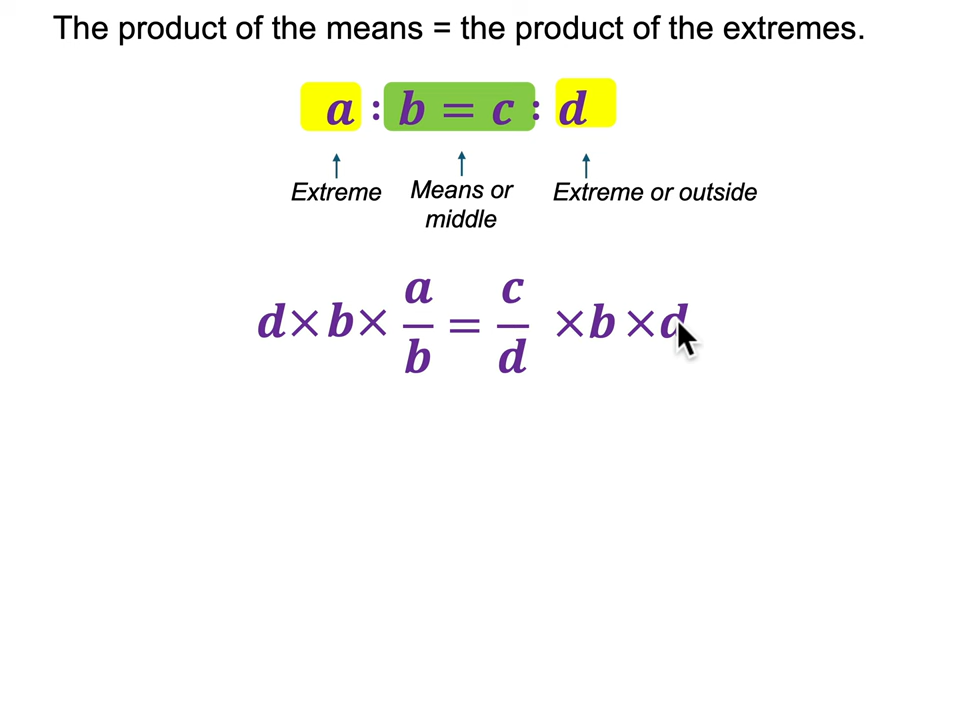 The product of the means = the product of the extremes.
a : b = c : d
Extreme Means or middle Extreme or outside
d×b× a/b = c/d ×b×d